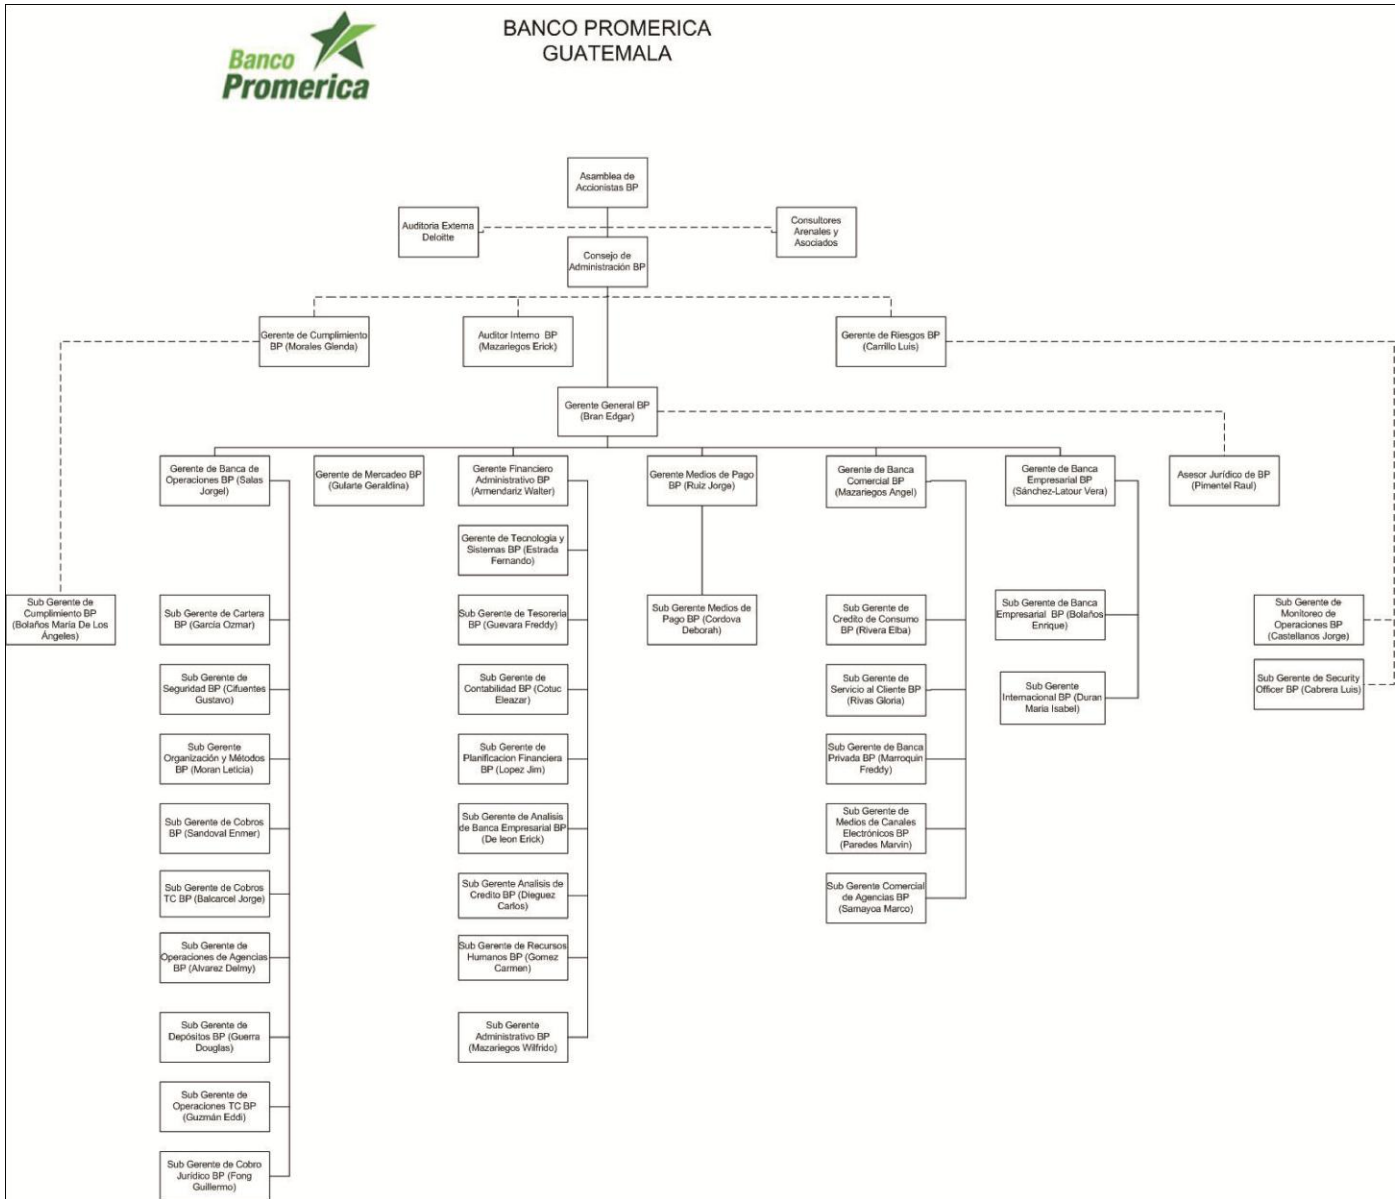 Banco
Promerica
BANCO PROMERICA
GUATEMALA
Asamblea de
Accionistas BP
Auditoria Externa
Deloitte
Consultores
Arenales y
Asociados
Consejo de
Administración BP
Gerente de Cumplimiento
BP (Morales Glenda)
Auditor Interno BP
(Mazariegos Erick)
Gerente de Riesgos BP
(Carrillo Luis)
Gerente General BP
(Bran Edgar)
Gerente de Banca de
Operaciones BP (Salas
Jorgel)
Gerente de Mercadeo BP
(Gularte Geraldina)
Gerente Financiero
Administrativo BP
(Armendariz Walter)
Gerente Medios de Pago
BP (Ruiz Jorge)
Gerente de Banca
Comercial BP
(Mazariegos Angel)
Gerente de Banca
Empresarial BP
(Sánchez-Latour Vera)
Asesor Jurídico de BP
(Pimentel Raul)
Gerente de Tecnología y
Sistemas BP (Estrada
Fernando)
Sub Gerente de
Cumplimiento BP
(Bolaños María De Los
Ángeles)
Sub Gerente de Cartera
BP (García Ozmar)
Sub Gerente de Tesoreria
BP (Guevara Freddy)
Sub Gerente Medios de
Pago BP (Cordova
Deborah)
Sub Gerente de
Credito de Consumo
BP (Rivera Elba)
Sub Gerente de Banca
Empresarial BP (Bolaños
Enrique)
Sub Gerente de
Monitoreo de
Operaciones BP
(Castellanos Jorge)
Sub Gerente de
Seguridad BP (Cifuentes
Gustavo)
Sub Gerente de
Contabilidad BP (Cotuc
Eleazar)
Sub Gerente de
Servicio al Cliente BP
(Rivas Gloria)
Sub Gerente
Internacional BP (Duran
Maria Isabel)
Sub Gerente de Security
Officer BP (Cabrera Luis)
Sub Gerente
Organización y Métodos
BP (Moran Leticia)
Sub Gerente de
Planificacion Financiera
BP (Lopez Jim)
Sub Gerente de Banca
Privada BP (Marroquin
Freddy)
Sub Gerente de Cobros
BP (Sandoval Enmer)
Sub Gerente de Analisis
de Banca Empresarial BP
(De leon Erick)
Sub Gerente de
Medios de Canales
Electrónicos BP
(Paredes Marvin)
Sub Gerente de Cobros
TC BP (Balcarcel Jorge)
Sub Gerente Analisis de
Credito BP (Dieguez
Carlos)
Sub Gerente Comercial
de Agencias BP
(Samayoa Marco)
Sub Gerente de
Operaciones de Agencias
BP (Alvarez Delmy)
Sub Gerente de Recursos
Humanos BP (Gomez
Carmen)
Sub Gerente de
Depósitos BP (Guerra
Douglas)
Sub Gerente
Administrativo BP
(Mazariegos Wilfrido)
Sub Gerente de
Operaciones TC BP
(Guzmán Eddi)
Sub Gerente de Cobro
Jurídico BP (Fong
Guillermo)